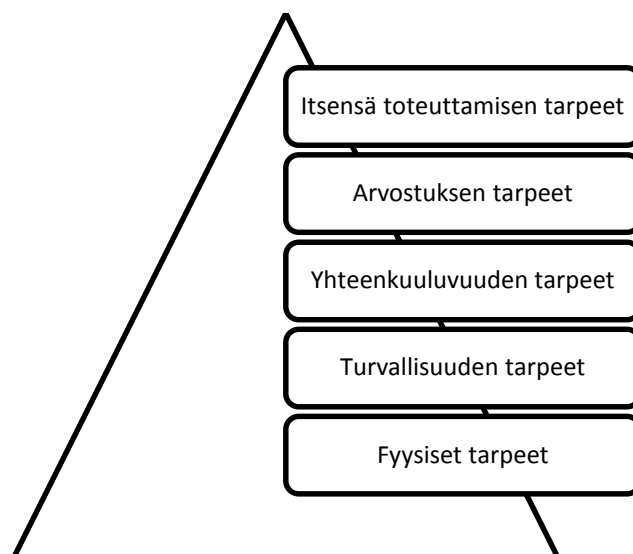 Itsensä toteuttamisen tarpeet
Arvostuksen tarpeet
Yhteenkuuluvuuden tarpeet
Turvallisuuden tarpeet
Fyysiset tarpeet